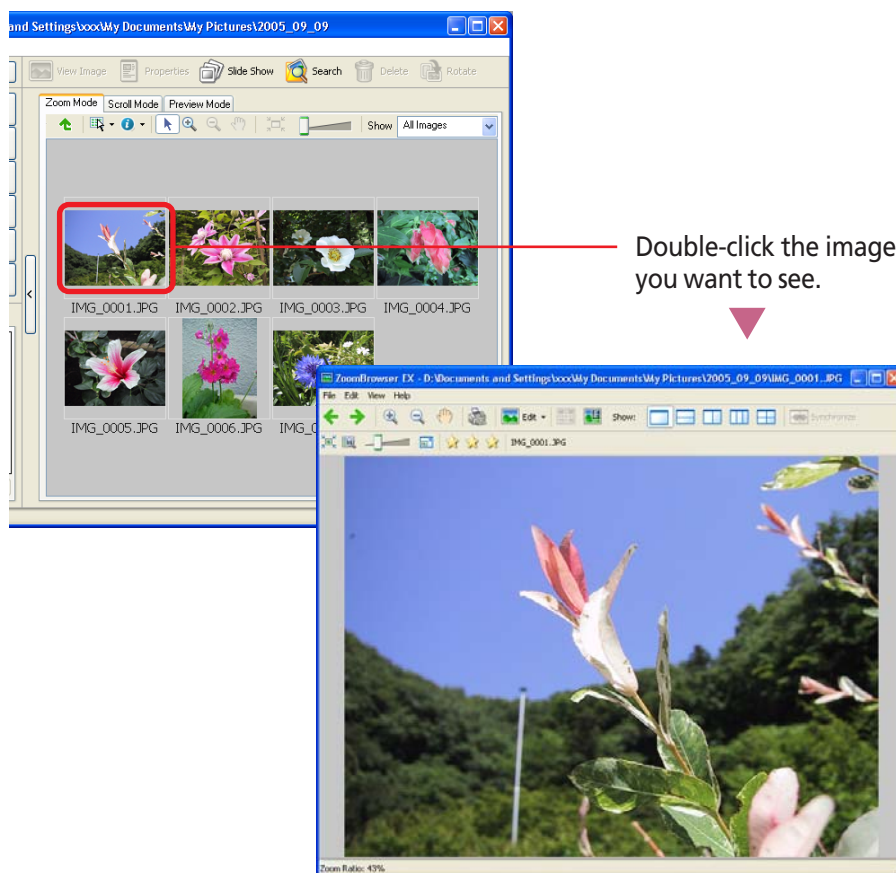 and Settings\xxx\My Documents\My Pictures\2005_09_09
View Image Properties Slide Show Search Delete Rotate
Zoom Mode Scroll Mode Preview Mode
Show All Images
IMG_0001.JPG IMG_0002.JPG IMG_0003.JPG IMG_0004.JPG
IMG_0005.JPG IMG_0006.JPG IMG_0
Double-click the image
you want to see.
ZoomBrowser EX - D:\Documents and Settings\xxx\My Documents\My Pictures\2005_09_09\IMG_0001.JPG
File Edit View Help
Edit Show: Synchronize
IMG_0001.JPG
Zoom Ratio: 43%